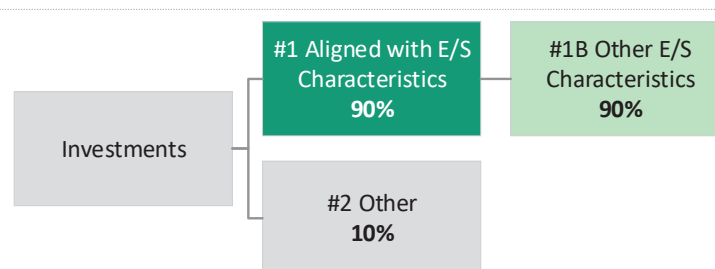 #1 Aligned with E/S
Characteristics
90%
#1B Other E/S
Characteristics
90%
Investments
#2 Other
10%